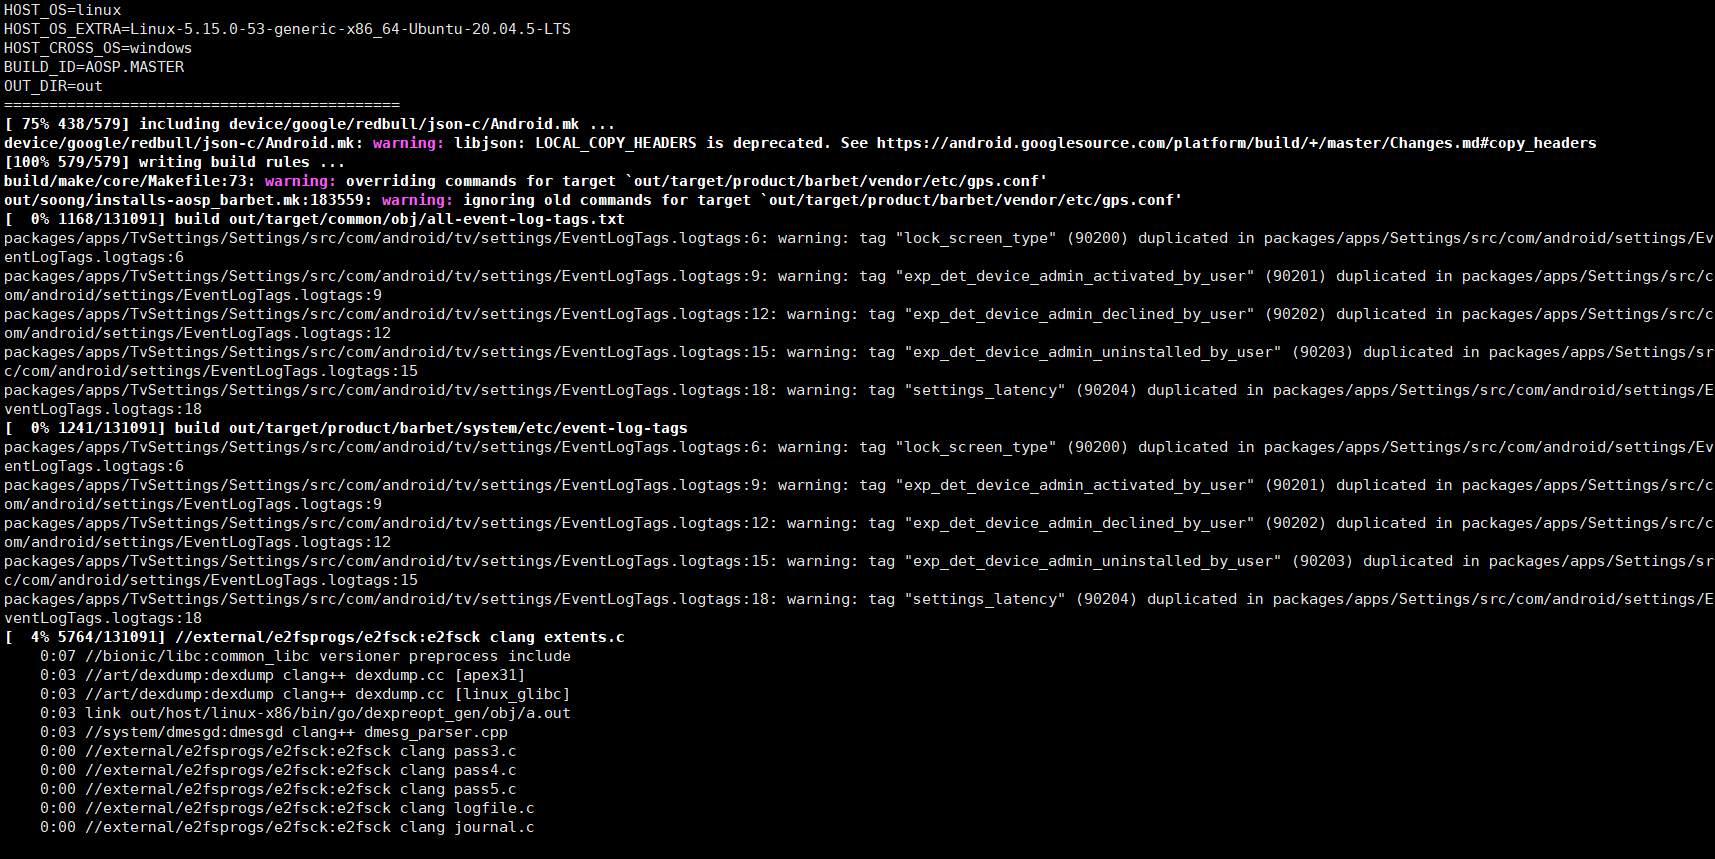 HOST_OS=linux
HOST_OS_EXTRA=Linux-5.15.0-53-generic-x86_64-Ubuntu-20.04.5-LTS
HOST_CROSS_OS=windows
BUILD_ID=AOSP.MASTER
OUT_DIR=out
============================================
[ 75% 438/579] including device/google/redbull/json-c/Android.mk ...
device/google/redbull/json-c/Android.mk: warning: libjson: LOCAL_COPY_HEADERS is deprecated. See https://android.googlesource.com/platform/build/+/master/Changes.md#copy_headers
[100% 579/579] writing build rules ...
build/make/core/Makefile:73: warning: overriding commands for target `out/target/product/barbet/vendor/etc/gps.conf'
out/soong/installs-aosp_barbet.mk:183559: warning: ignoring old commands for target `out/target/product/barbet/vendor/etc/gps.conf'
[  0% 1168/131091] build out/target/common/obj/all-event-log-tags.txt
packages/apps/TvSettings/Settings/src/com/android/tv/settings/EventLogTags.logtags:6: warning: tag "lock_screen_type" (90200) duplicated in packages/apps/Settings/src/com/android/settings/Ev
entLogTags.logtags:6
packages/apps/TvSettings/Settings/src/com/android/tv/settings/EventLogTags.logtags:9: warning: tag "exp_det_device_admin_activated_by_user" (90201) duplicated in packages/apps/Settings/src/c
om/android/settings/EventLogTags.logtags:9
packages/apps/TvSettings/Settings/src/com/android/tv/settings/EventLogTags.logtags:12: warning: tag "exp_det_device_admin_declined_by_user" (90202) duplicated in packages/apps/Settings/src/c
om/android/settings/EventLogTags.logtags:12
packages/apps/TvSettings/Settings/src/com/android/tv/settings/EventLogTags.logtags:15: warning: tag "exp_det_device_admin_uninstalled_by_user" (90203) duplicated in packages/apps/Settings/sr
c/com/android/settings/EventLogTags.logtags:15
packages/apps/TvSettings/Settings/src/com/android/tv/settings/EventLogTags.logtags:18: warning: tag "settings_latency" (90204) duplicated in packages/apps/Settings/src/com/android/settings/E
ventLogTags.logtags:18
[  0% 1241/131091] build out/target/product/barbet/system/etc/event-log-tags
packages/apps/TvSettings/Settings/src/com/android/tv/settings/EventLogTags.logtags:6: warning: tag "lock_screen_type" (90200) duplicated in packages/apps/Settings/src/com/android/settings/Ev
entLogTags.logtags:6
packages/apps/TvSettings/Settings/src/com/android/tv/settings/EventLogTags.logtags:9: warning: tag "exp_det_device_admin_activated_by_user" (90201) duplicated in packages/apps/Settings/src/c
om/android/settings/EventLogTags.logtags:9
packages/apps/TvSettings/Settings/src/com/android/tv/settings/EventLogTags.logtags:12: warning: tag "exp_det_device_admin_declined_by_user" (90202) duplicated in packages/apps/Settings/src/c
om/android/settings/EventLogTags.logtags:12
packages/apps/TvSettings/Settings/src/com/android/tv/settings/EventLogTags.logtags:15: warning: tag "exp_det_device_admin_uninstalled_by_user" (90203) duplicated in packages/apps/Settings/sr
c/com/android/settings/EventLogTags.logtags:15
packages/apps/TvSettings/Settings/src/com/android/tv/settings/EventLogTags.logtags:18: warning: tag "settings_latency" (90204) duplicated in packages/apps/Settings/src/com/android/settings/E
ventLogTags.logtags:18
[  4% 5764/131091] //external/e2fsprogs/e2fsck:e2fsck clang extents.c
    0:07 //bionic/libc:common_libc versioner preprocess include
    0:03 //art/dexdump:dexdump clang++ dexdump.cc [apex31]
    0:03 //art/dexdump:dexdump clang++ dexdump.cc [linux_glibc]
    0:03 link out/host/linux-x86/bin/go/dexpreopt_gen/obj/a.out
    0:03 //system/dmesgd:dmesgd clang++ dmesg_parser.cpp
    0:00 //external/e2fsprogs/e2fsck:e2fsck clang pass3.c
    0:00 //external/e2fsprogs/e2fsck:e2fsck clang pass4.c
    0:00 //external/e2fsprogs/e2fsck:e2fsck clang pass5.c
    0:00 //external/e2fsprogs/e2fsck:e2fsck clang logfile.c
    0:00 //external/e2fsprogs/e2fsck:e2fsck clang journal.c